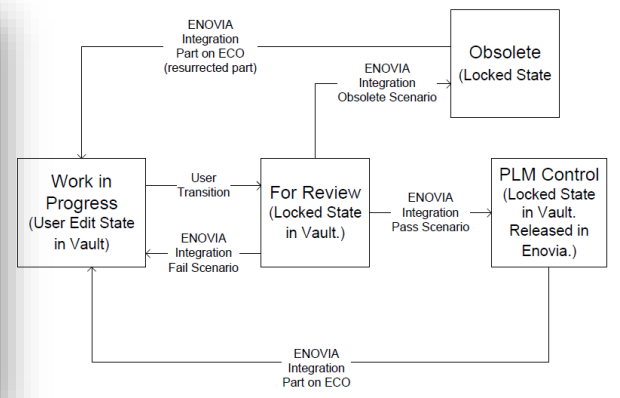 ENOVIA
Integration
Part on ECO
(resurrected part)
Obsolete
(Locked State
ENOVIA
Integration
Obsolete Scenario
Work in
Progress
(User Edit State
in Vault)
User
Transition
For Review
(Locked State
in Vault.)
ENOVIA
Integration
Pass Scenario
PLM Control
(Locked State
in Vault.
Released in
Enovia.)
ENOVIA
Integration
Fail Scenario
ENOVIA
Integration
Part on ECO